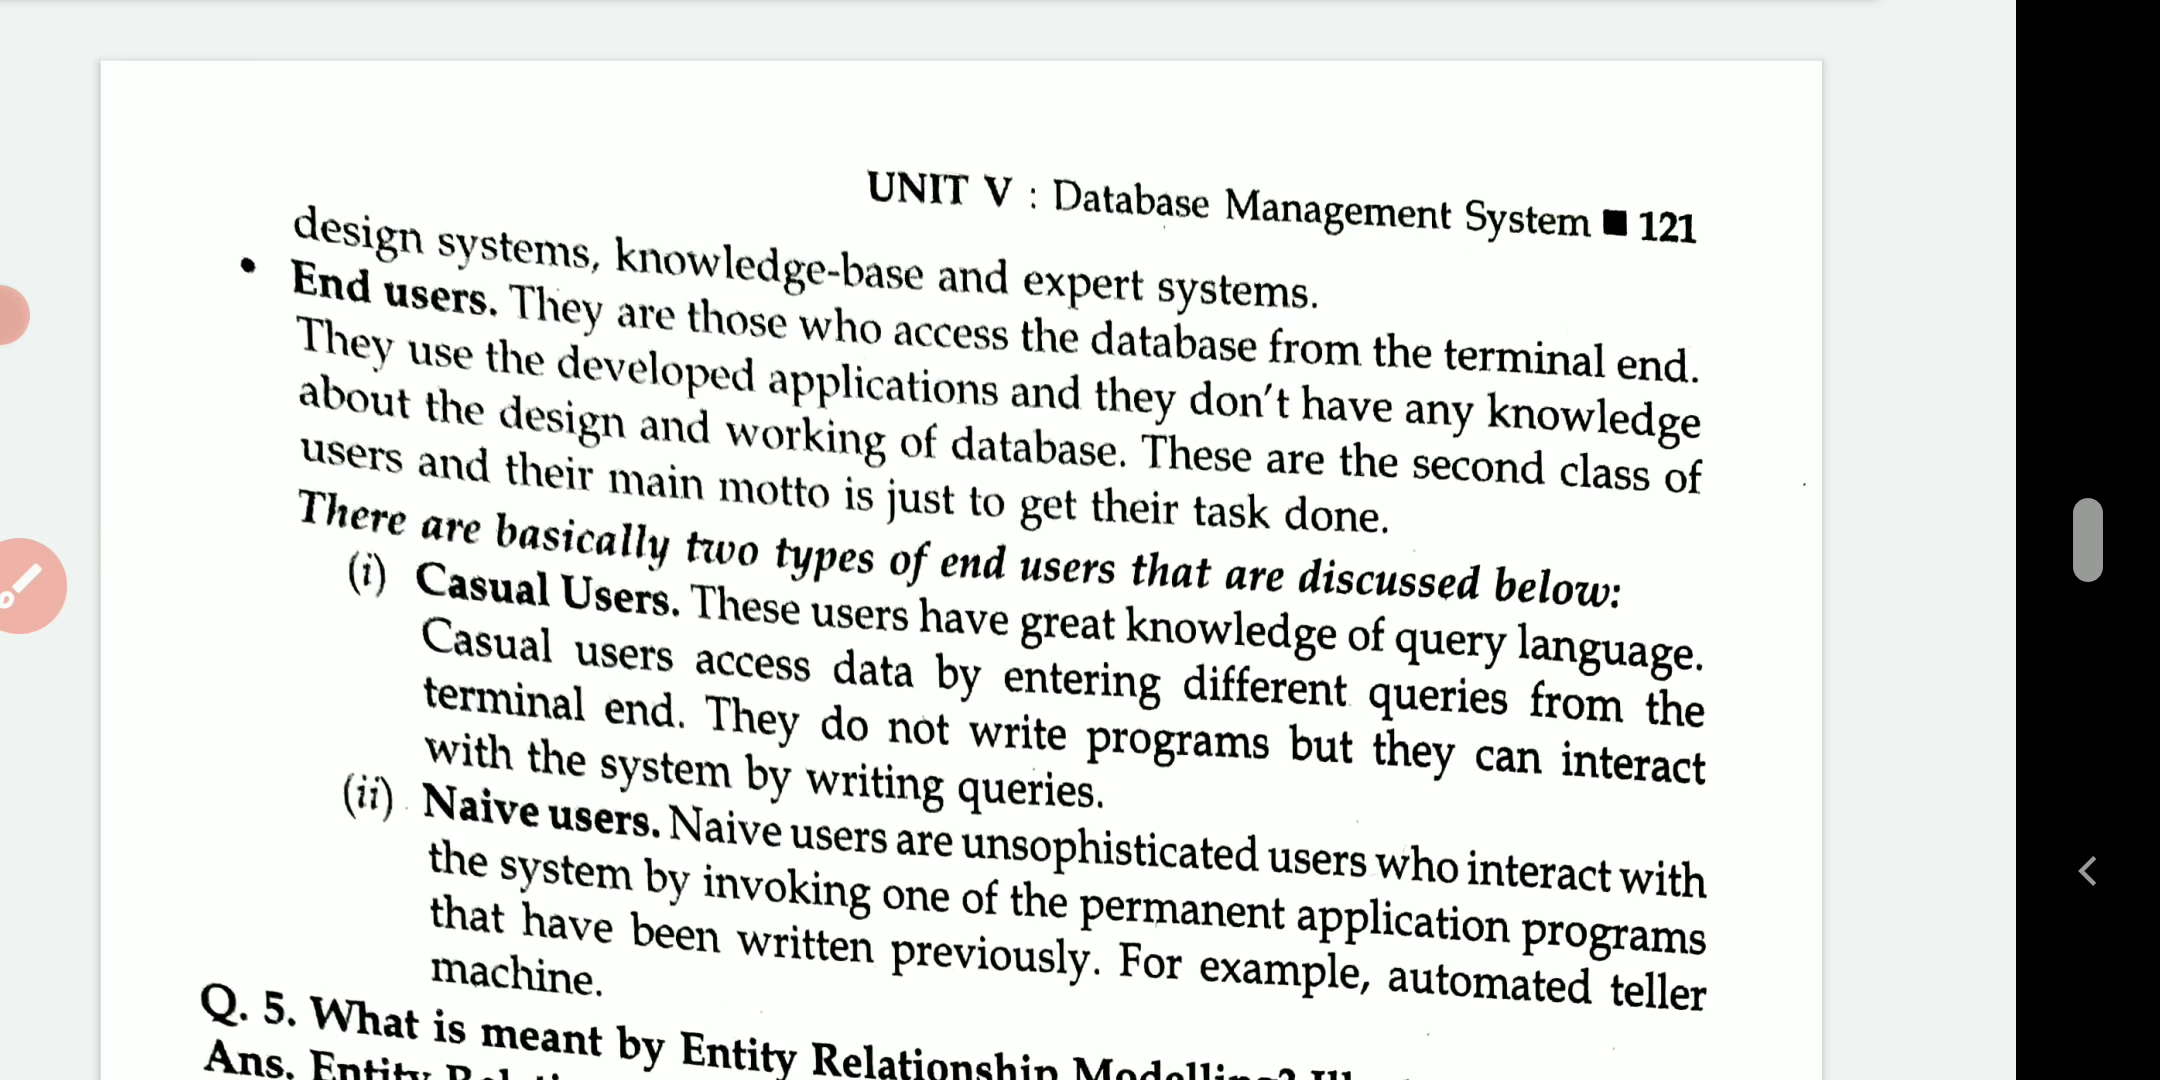 UNIT V : Database Management System ■ 121
design systems, knowledge-base and expert systems.
• End users. They are those who access the database from the terminal end.
They use the developed applications and they don't have any knowledge
about the design and working of database. These are the second class of
users and their main motto is just to get their task done.
There are basically two types of end users that are discussed below:
(i) Casual Users. These users have great knowledge of query language.
Casual users access data by entering different queries from the
terminal end. They do not write programs but they can interact
with the system by writing queries.
(ii) Naive users. Naive users are unsophisticated users who interact with
the system by invoking one of the permanent application programs
that have been written previously. For example, automated teller
machine.
Q. 5. What is meant by Entity Relationship Modelling?
Ans. Entity